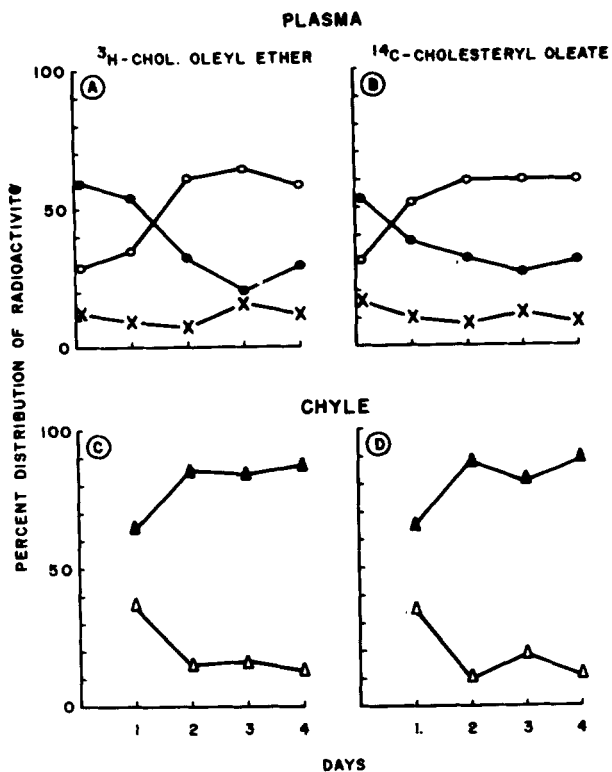 PLASMA
³H-CHOL. OLEYL ETHER
¹⁴C-CHOLESTERYL OLEATE
100
A
B
50
0
PERCENT DISTRIBUTION OF RADIOACTIVITY
CHYLE
100
C
D
50
0
1 2 3 4
1. 2 3 4
DAYS